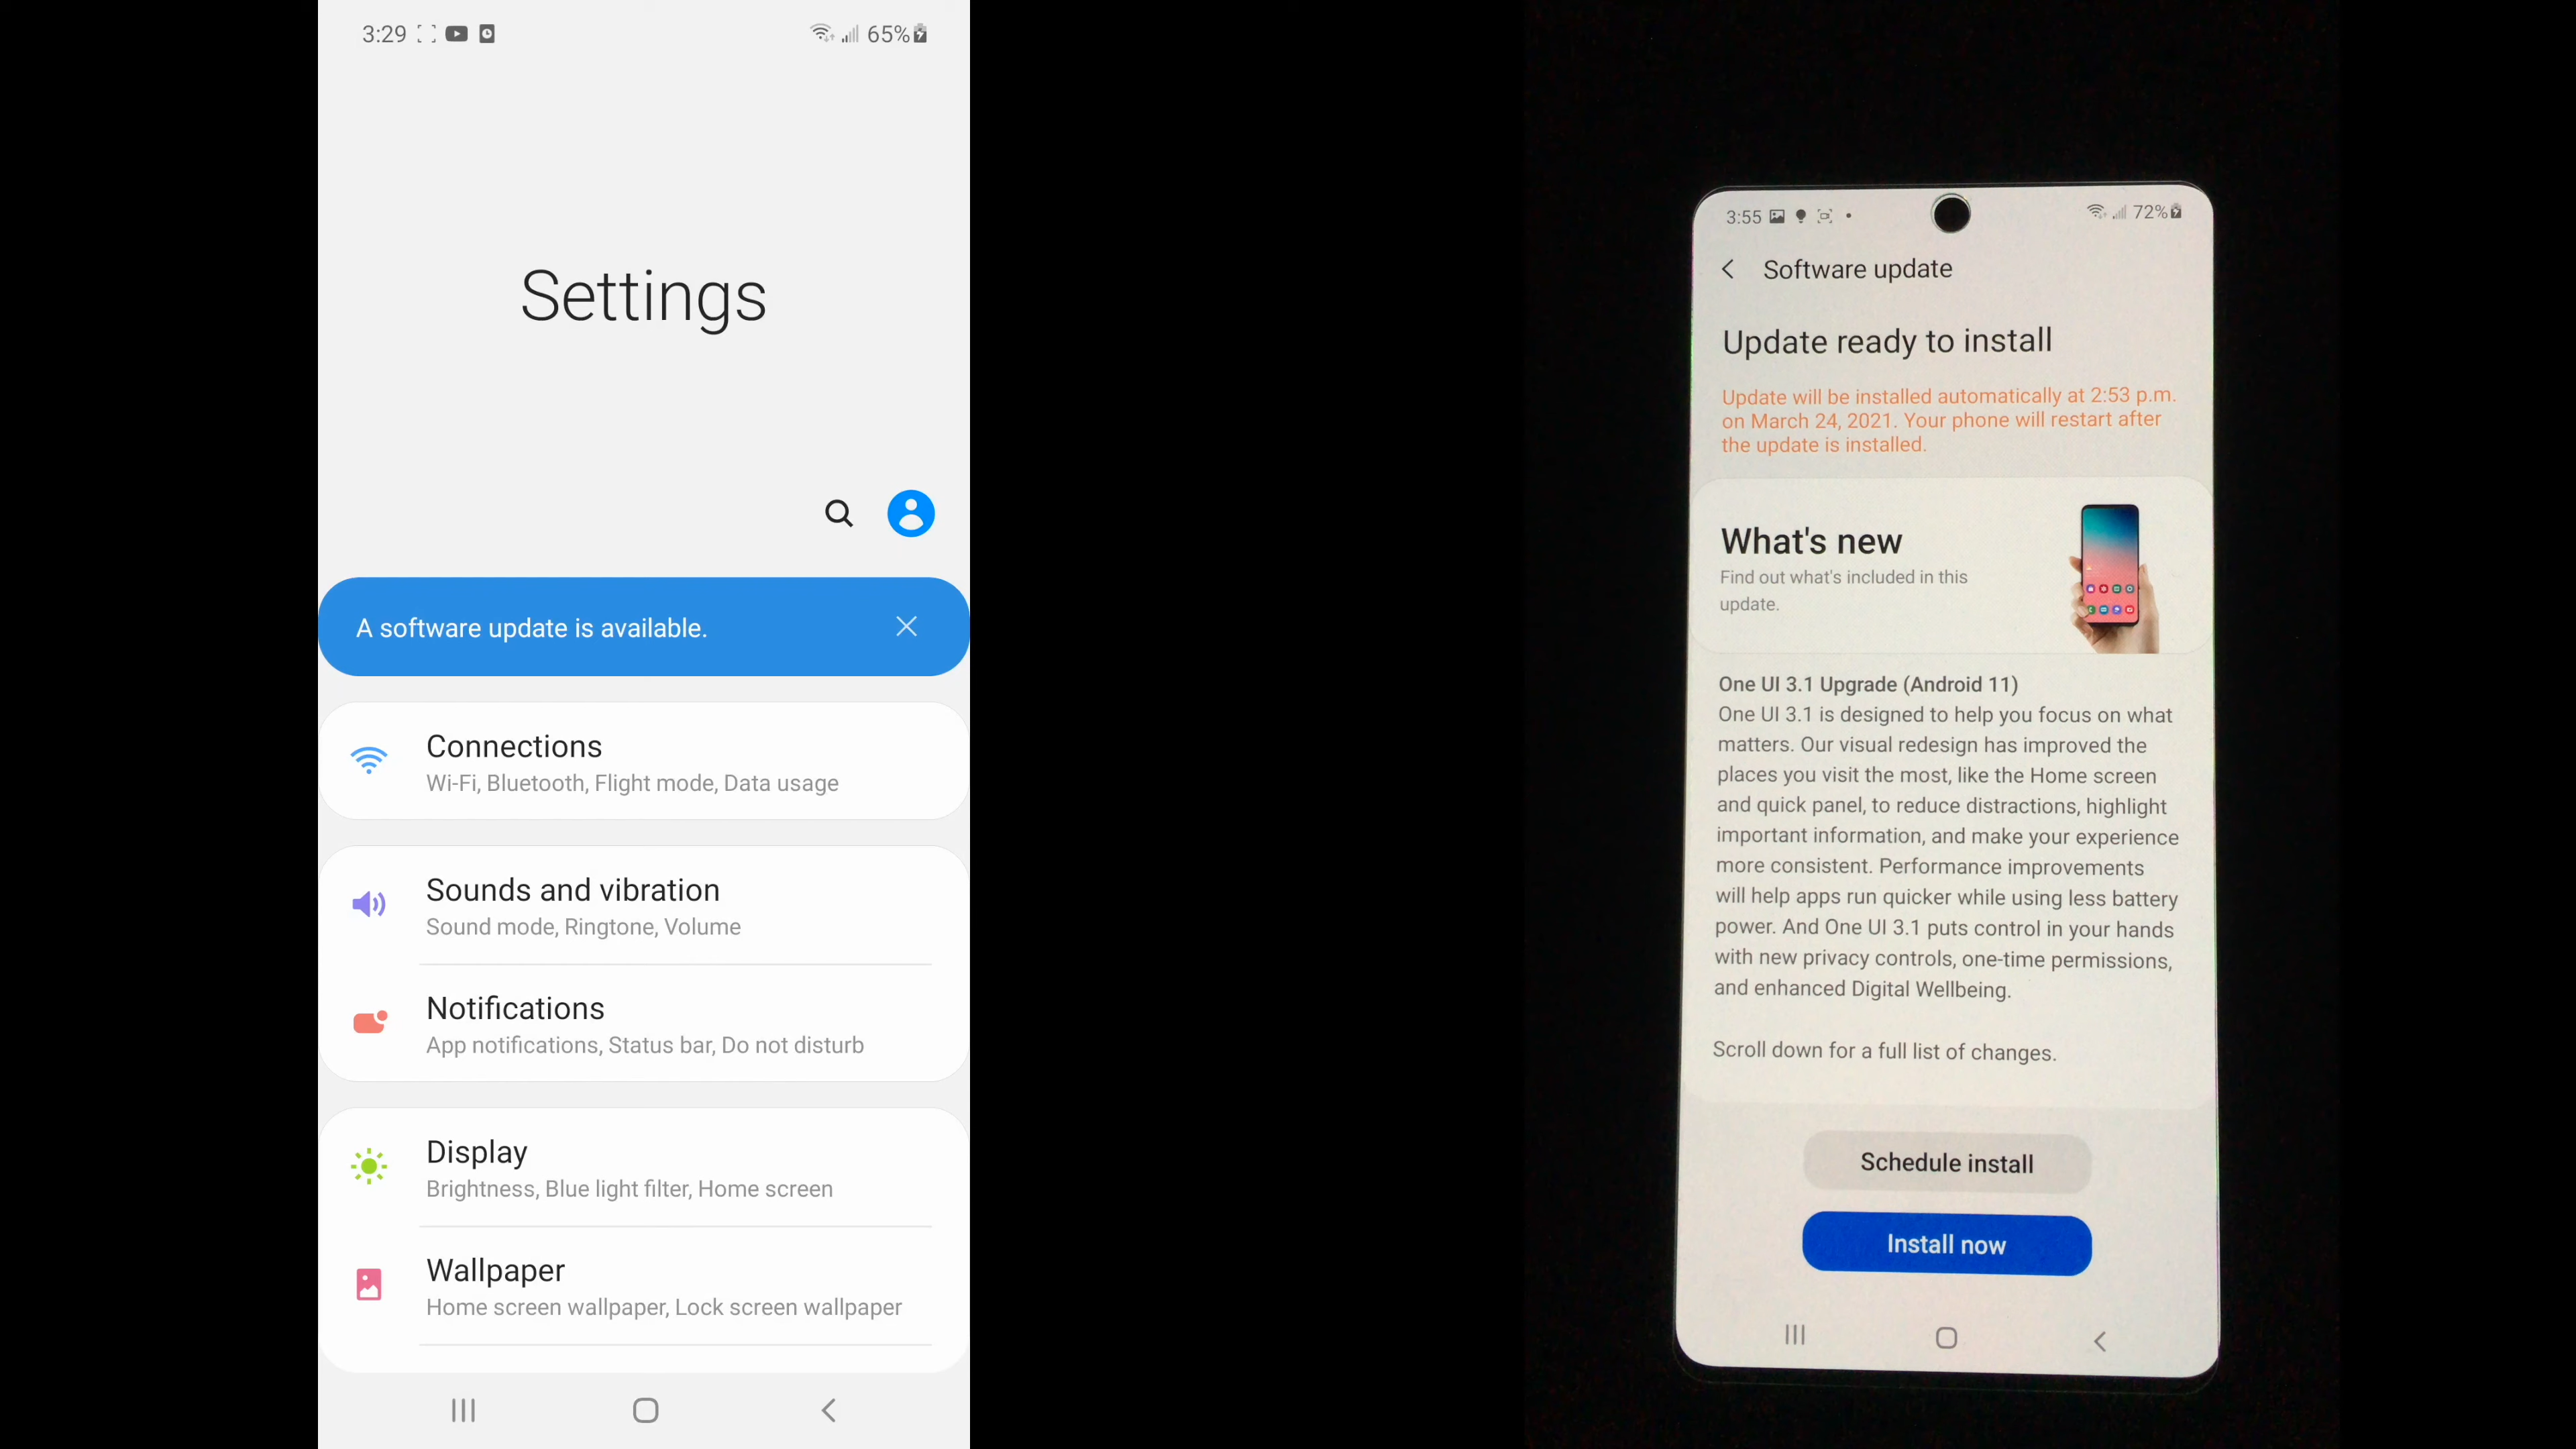 3:29
65%
Settings
A software update is available.
Connections
Wi-Fi, Bluetooth, Flight mode, Data usage
Sounds and vibration
Sound mode, Ringtone, Volume
Notifications
App notifications, Status bar, Do not disturb
Display
Brightness, Blue light filter, Home screen
Wallpaper
Home screen wallpaper, Lock screen wallpaper
3:55
72%
Software update
Update ready to install
Update will be installed automatically at 2:53 p.m.
on March 24, 2021. Your phone will restart after
the update is installed.
What's new
Find out what's included in this
update.
One UI 3.1 Upgrade (Android 11)
One UI 3.1 is designed to help you focus on what
matters. Our visual redesign has improved the
places you visit the most, like the Home screen
and quick panel, to reduce distractions, highlight
important information, and make your experience
more consistent. Performance improvements
will help apps run quicker while using less battery
power. And One UI 3.1 puts control in your hands
with new privacy controls, one-time permissions,
and enhanced Digital Wellbeing.
Scroll down for a full list of changes.
Schedule install
Install now